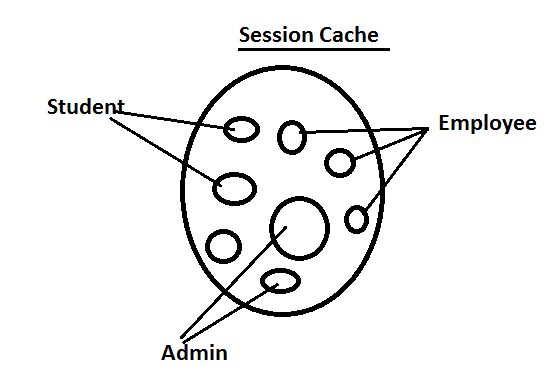 Session Cache
Student
Employee
Admin